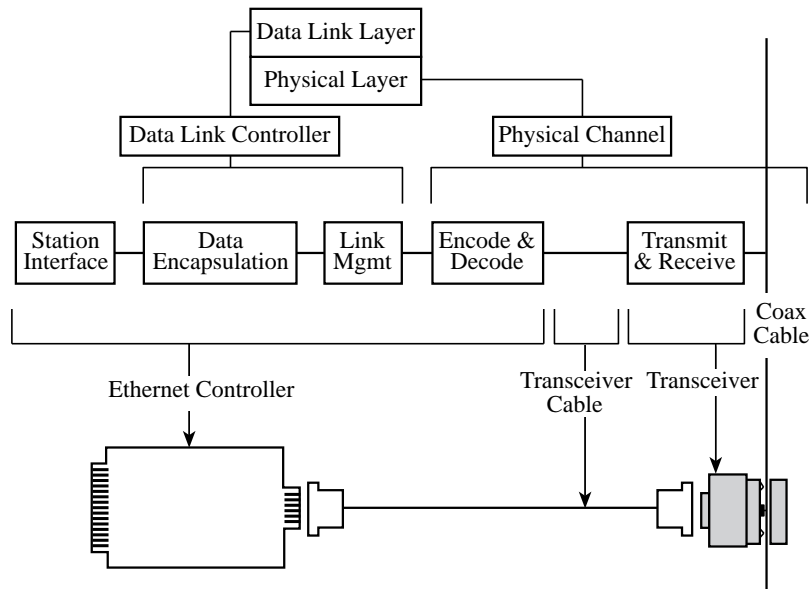 Data Link Layer
Physical Layer
Data Link Controller
Physical Channel
Station
Interface
Data
Encapsulation
Link
Mgmt
Encode &
Decode
Transmit
& Receive
Coax
Cable
Ethernet Controller
Transceiver
Cable
Transceiver